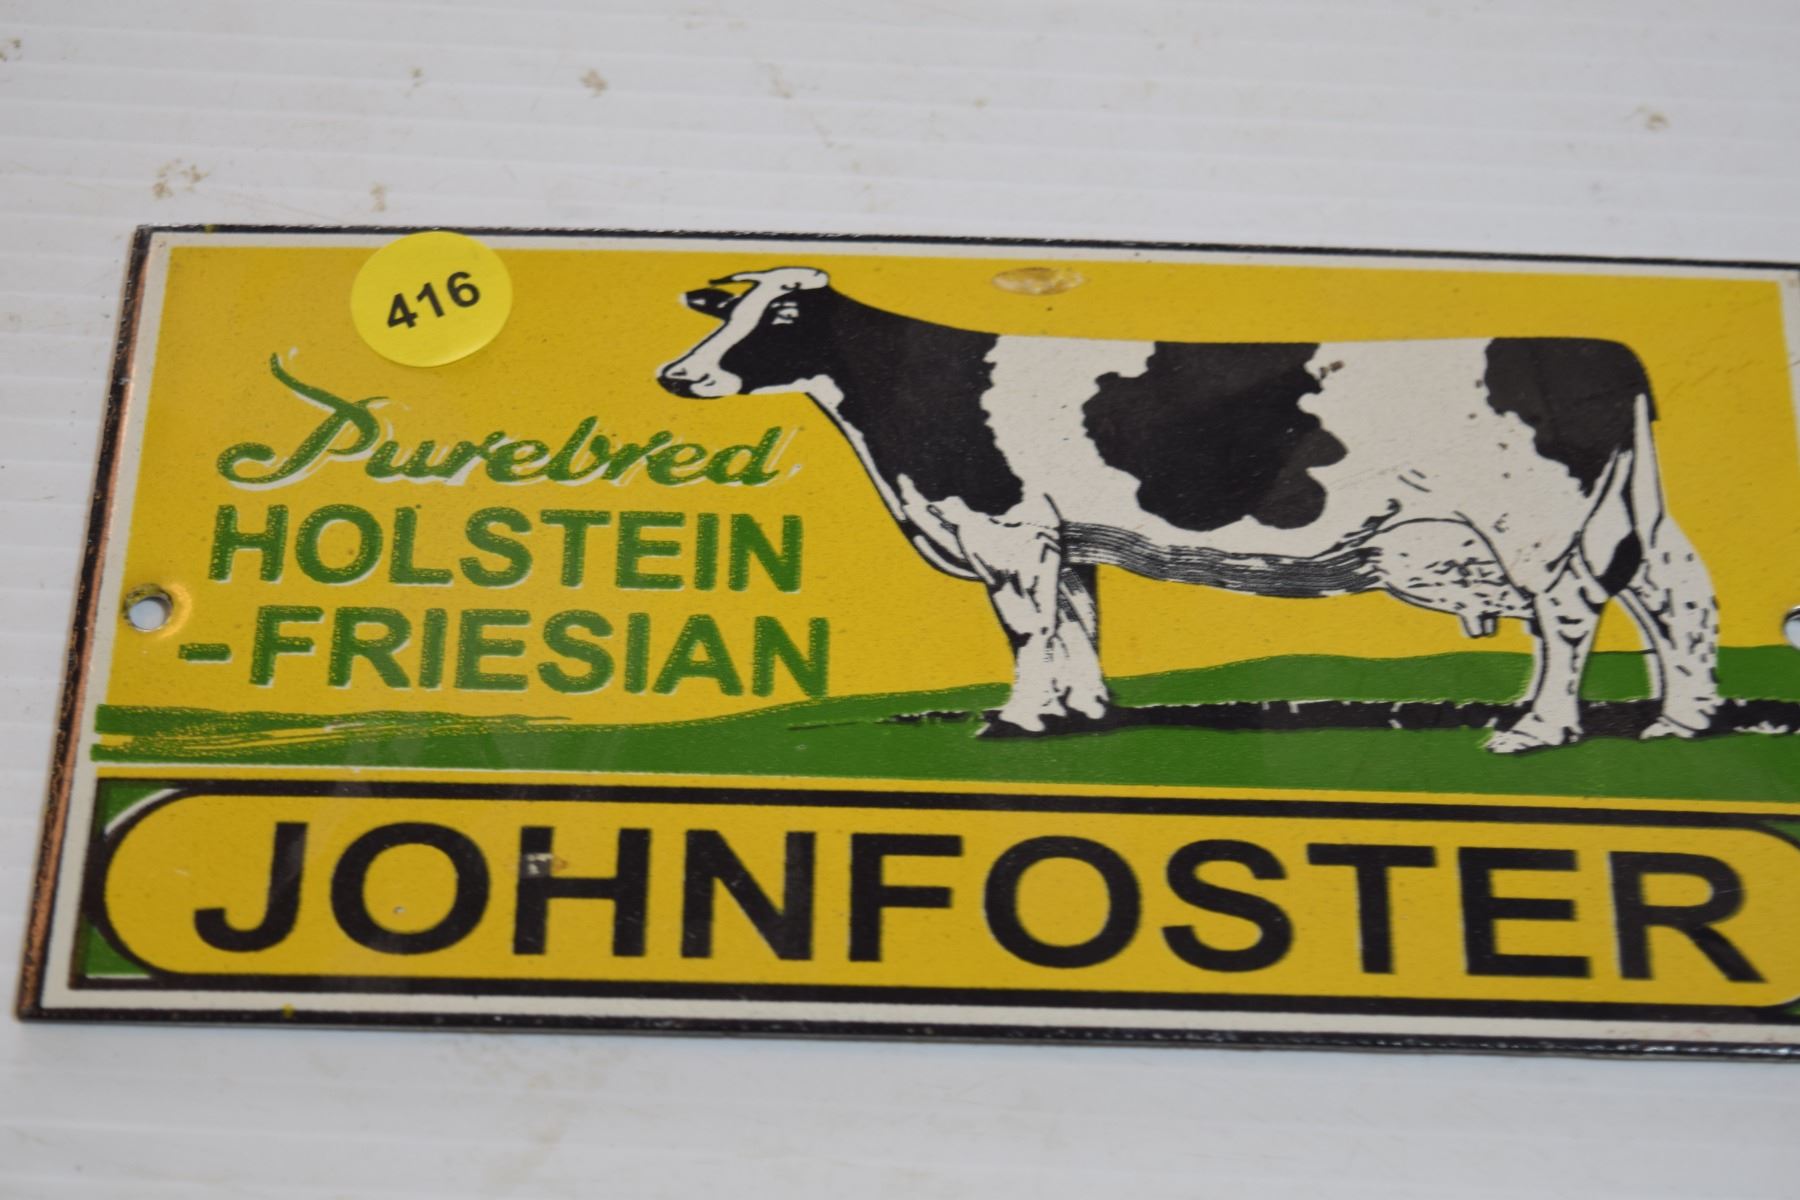 416
Purebred
HOLSTEIN
-FRIESIAN
JOHNFOSTER